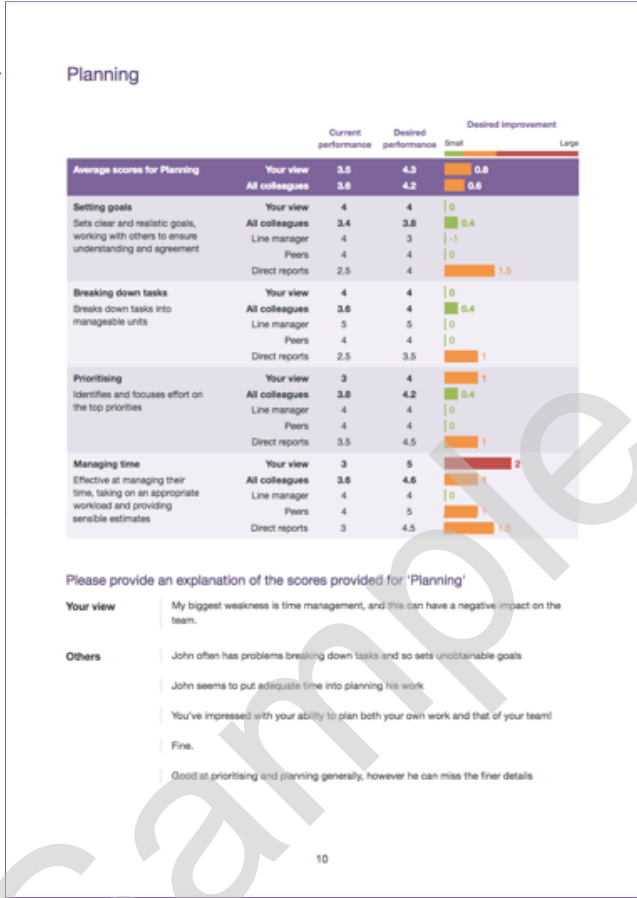 Planning
Desired improvement
Current performance
Desired performance
Small Large
Average scores for Planning Your view 3.5 4.3 0.8
All colleagues 3.6 4.2 0.6
Setting goals Your view 4 4 0
Sets clear and realistic goals, All colleagues 3.4 3.8 0.4
working with others to ensure Line manager 4 3 -1
understanding and agreement Peers 4 4 0
Direct reports 2.5 4 1.5
Breaking down tasks Your view 4 4 0
Breaks down tasks into All colleagues 3.6 4 0.4
manageable units Line manager 5 5 0
Peers 4 4 0
Direct reports 2.5 3.5 1
Prioritising Your view 3 4 1
Identifies and focuses effort on All colleagues 3.8 4.2 0.4
the top priorities Line manager 4 4 0
Peers 4 4 0
Direct reports 3.5 4.5 1
Managing time Your view 3 5 2
Effective at managing their All colleagues 3.6 4.6 1
time, taking on an appropriate Line manager 4 4 0
workload and providing Peers 4 5 1
sensible estimates Direct reports 3 4.5 1.5
Please provide an explanation of the scores provided for 'Planning'
Your view My biggest weakness is time management, and this can have a negative impact on the
team.
Others John often has problems breaking down tasks and so sets unobtainable goals
John seems to put adequate time into planning his work
You've impressed with your ability to plan both your own work and that of your team!
Fine.
Good at prioritising and planning generally, however he can miss the finer details
10
Sample